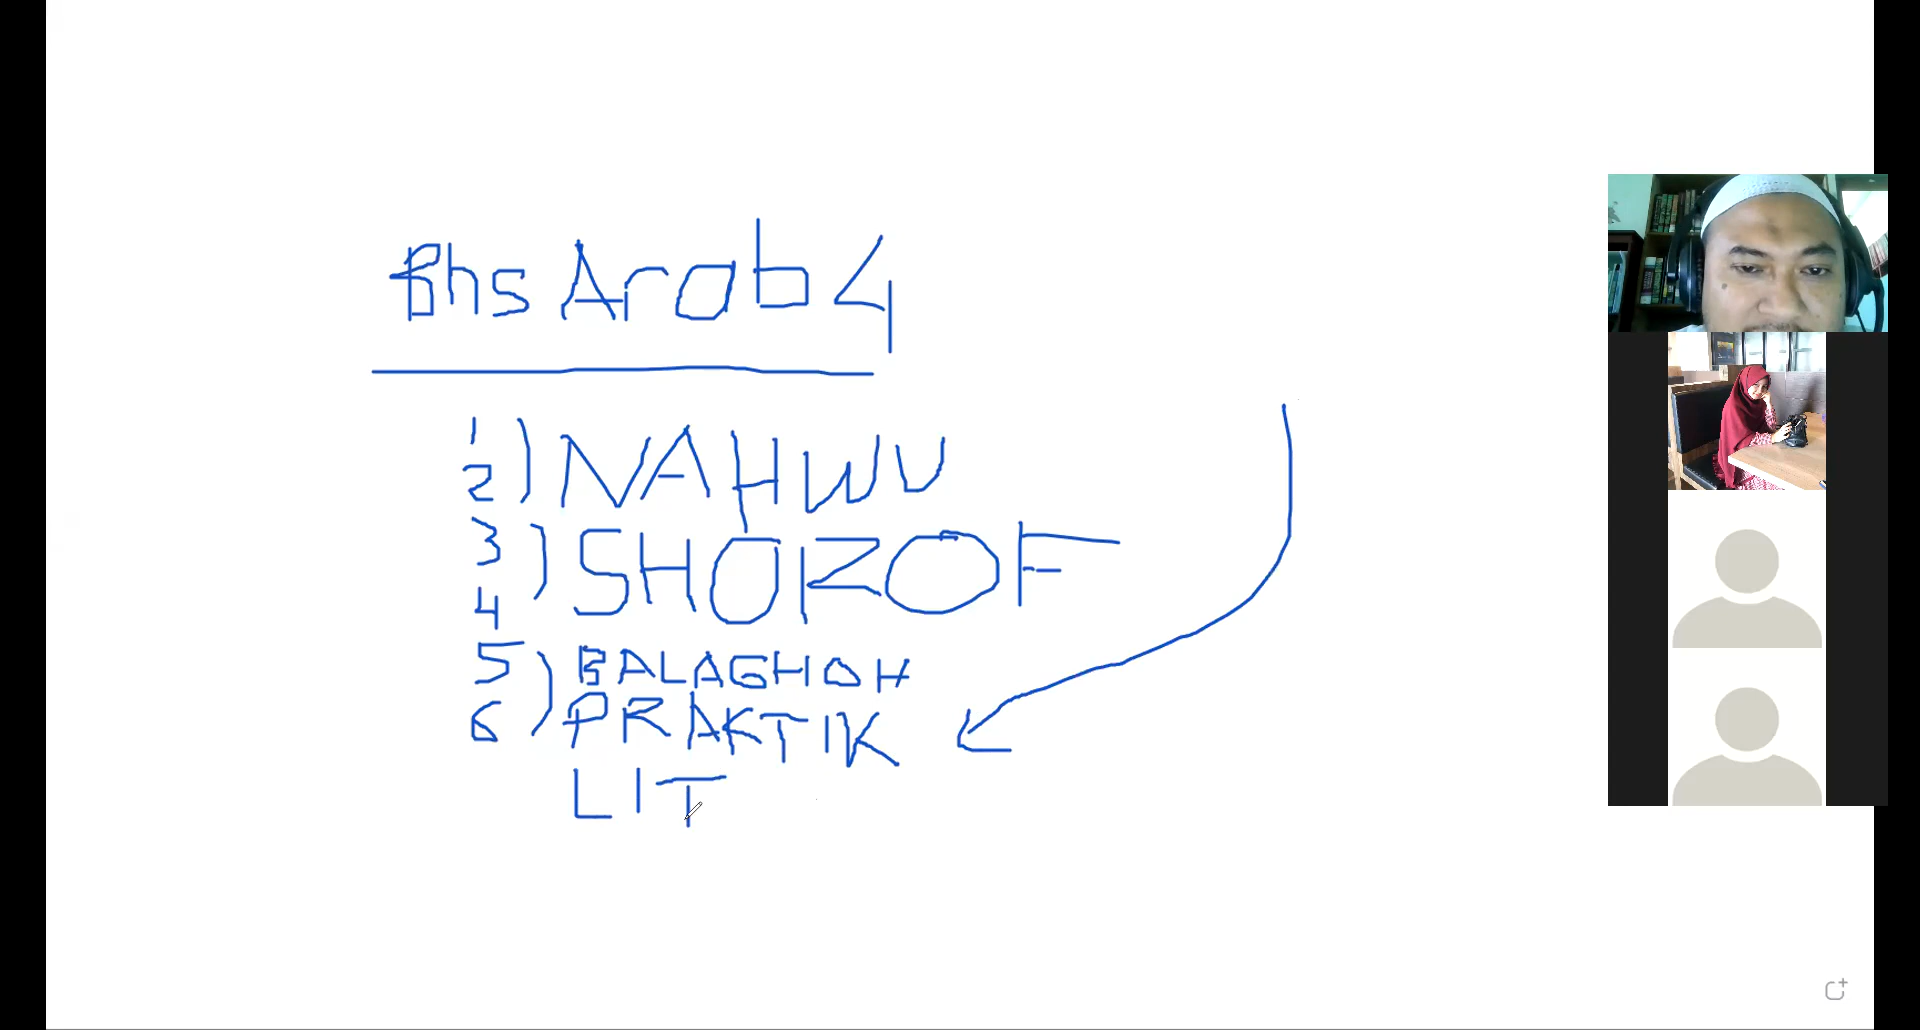 Bhs Arab 4
1
2 ) NAHWU
3 ) SHOROF
4
5 ) BALAGHOH
6 PRAKTIK
LIT